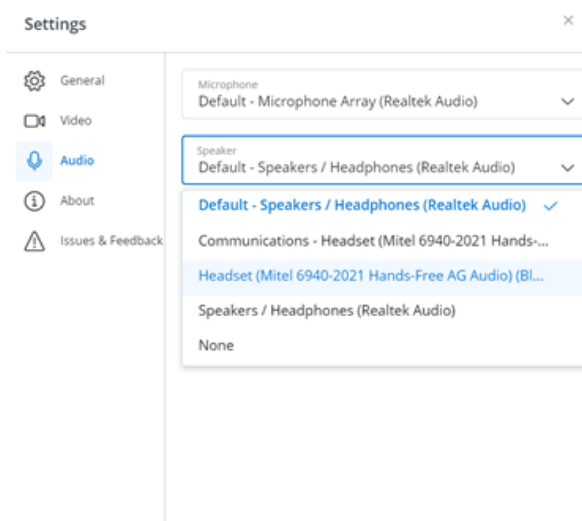 Settings
General
Video
Audio
About
Issues & Feedback
Microphone
Default - Microphone Array (Realtek Audio)
Speaker
Default - Speakers / Headphones (Realtek Audio)
Default - Speakers / Headphones (Realtek Audio)
Communications - Headset (Mitel 6940-2021 Hands-...
Headset (Mitel 6940-2021 Hands-Free AG Audio) (Bl...
Speakers / Headphones (Realtek Audio)
None